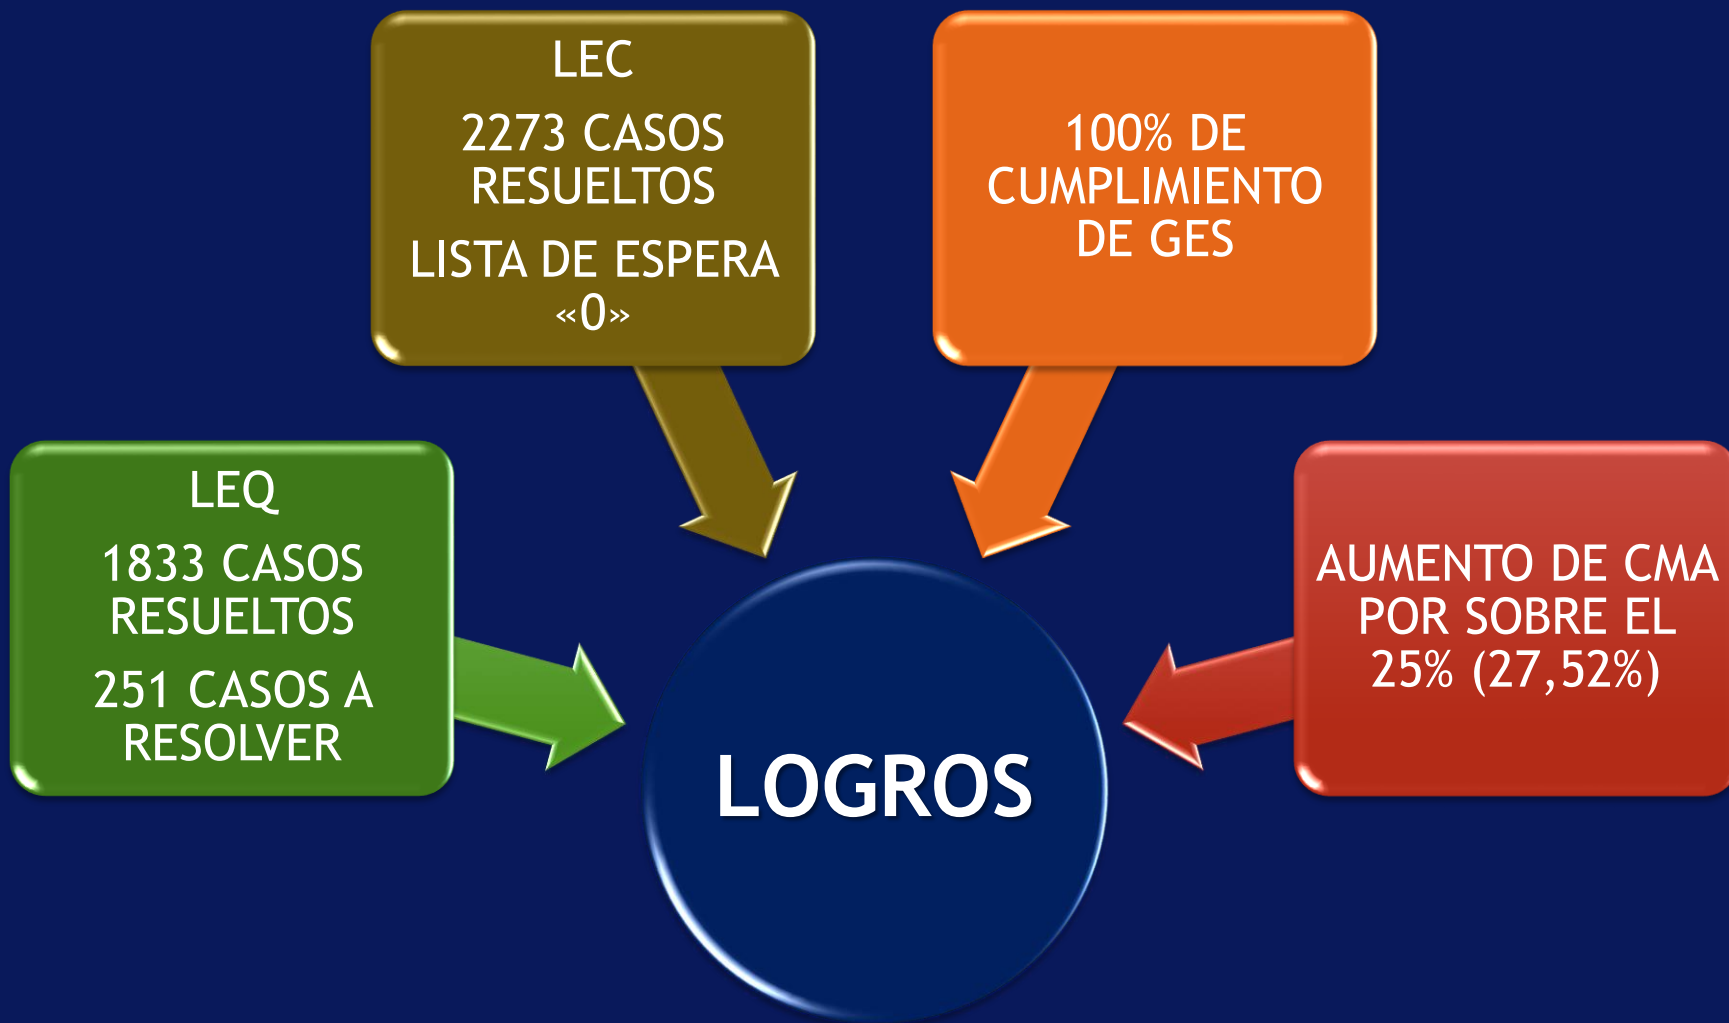 LEC
2273 CASOS
RESUELTOS
LISTA DE ESPERA
«0»
100% DE
CUMPLIMIENTO
DE GES
LEQ
1833 CASOS
RESUELTOS
251 CASOS A
RESOLVER
AUMENTO DE CMA
POR SOBRE EL
25% (27,52%)
LOGROS